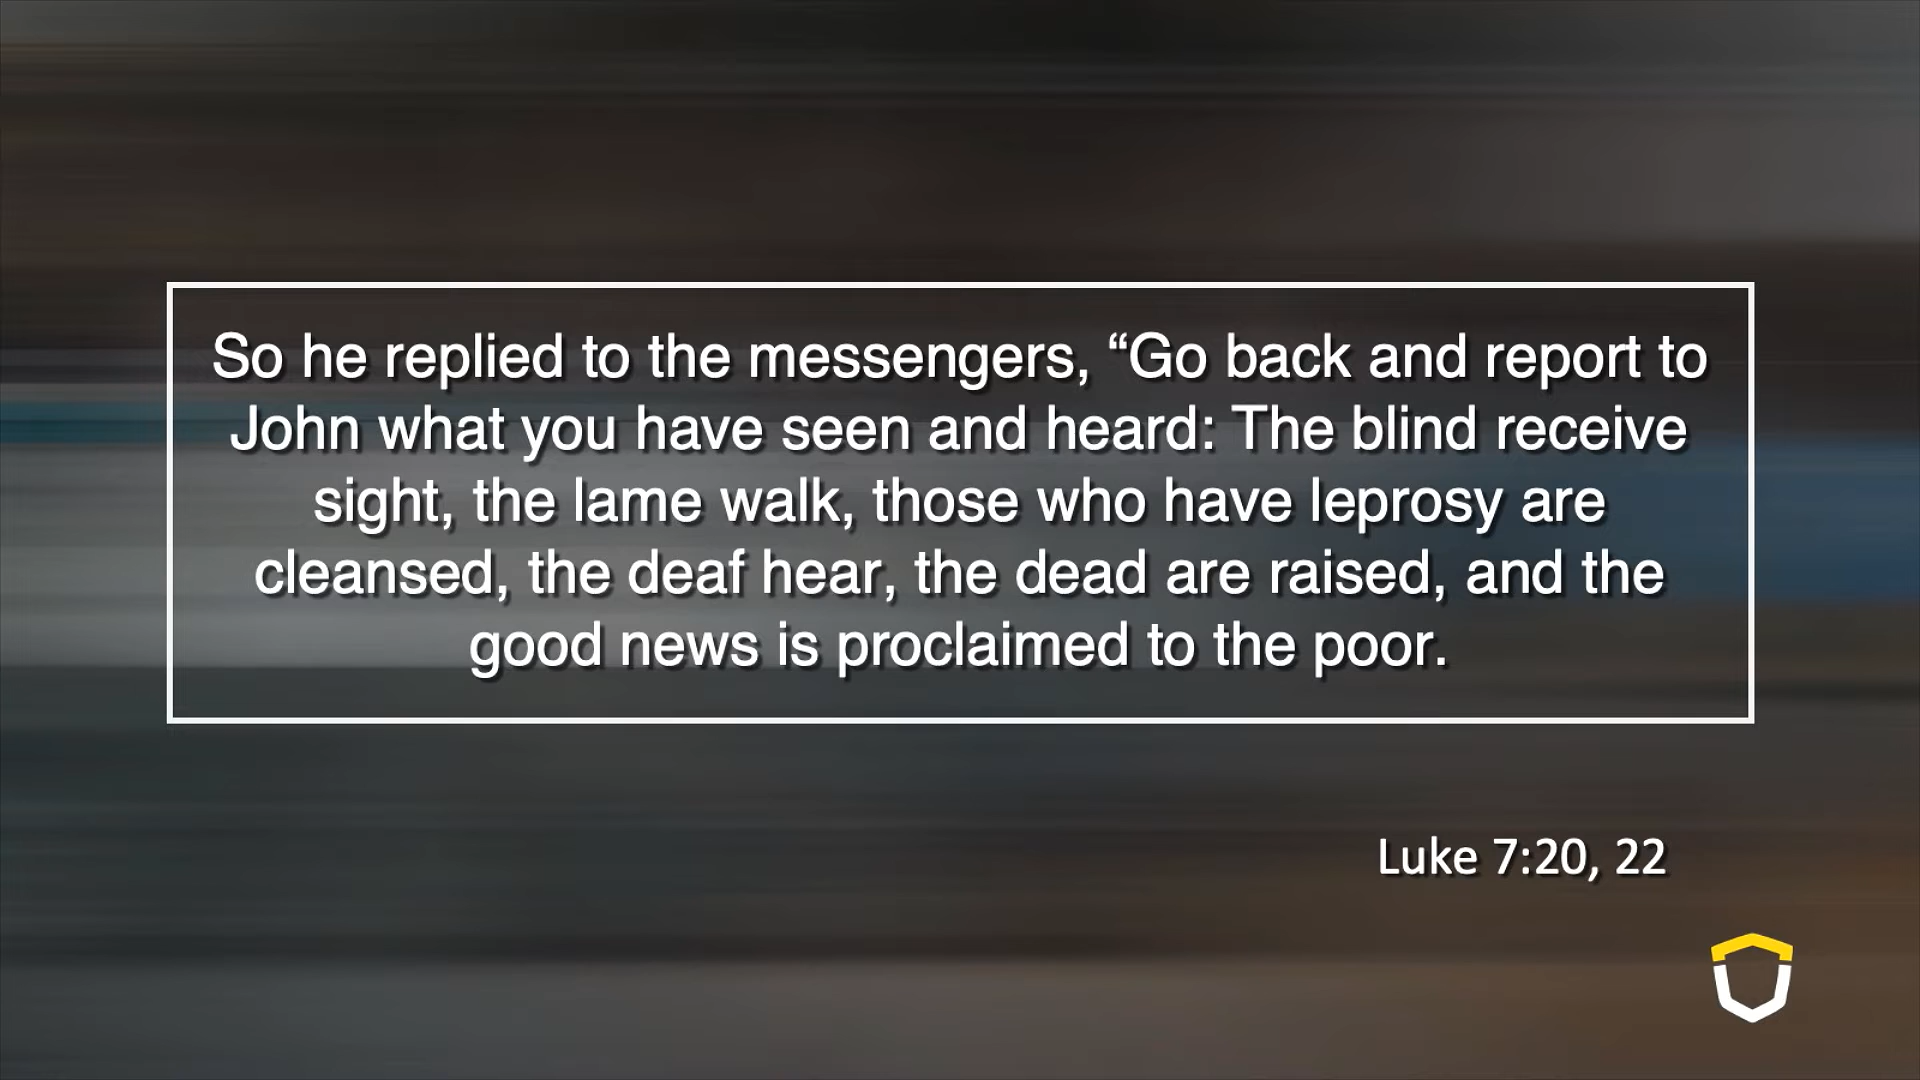 So he replied to the messengers, “Go back and report to
John what you have seen and heard: The blind receive
sight, the lame walk, those who have leprosy are
cleansed, the deaf hear, the dead are raised, and the
good news is proclaimed to the poor.
Luke 7:20, 22